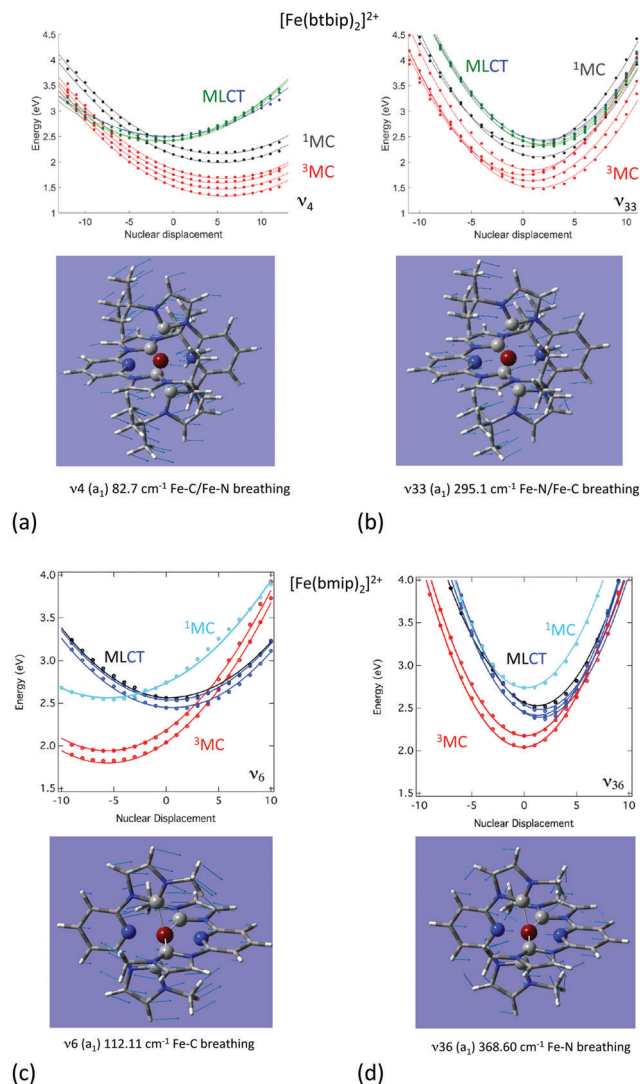 [Fe(btbip)₂]²⁺
4.5
4
3.5
3
2.5
2
1.5
1
Energy (eV)
MLCT
¹MC
³MC
ν₄
-10 -5 0 5 10
Nuclear displacement
4.5
4
3.5
3
2.5
2
1.5
1
Energy (eV)
MLCT
¹MC
³MC
ν₃₃
-10 -5 0 5 10
Nuclear displacement
ν4 (a₁) 82.7 cm⁻¹ Fe-C/Fe-N breathing
ν33 (a₁) 295.1 cm⁻¹ Fe-N/Fe-C breathing
(a)
(b)
[Fe(bmip)₂]²⁺
4.0
3.5
3.0
2.5
2.0
1.5
Energy (eV)
¹MC
MLCT
³MC
ν₆
-10 -5 0 5 10
Nuclear Displacement
4.0
3.5
3.0
2.5
2.0
1.5
Energy (eV)
¹MC
MLCT
³MC
ν₃₆
-10 -5 0 5 10
Nuclear Displacement
ν6 (a₁) 112.11 cm⁻¹ Fe-C breathing
ν36 (a₁) 368.60 cm⁻¹ Fe-N breathing
(c)
(d)